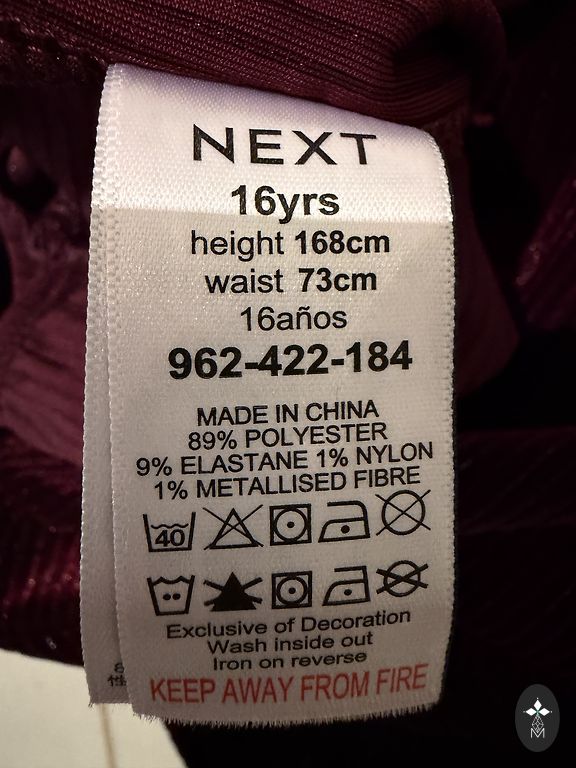 NEXT
16yrs
height 168cm
waist 73cm
16años
962-422-184
MADE IN CHINA
89% POLYESTER
9% ELASTANE 1% NYLON
1% METALLISED FIBRE
40
Exclusive of Decoration
Wash inside out
Iron on reverse
KEEP AWAY FROM FIRE